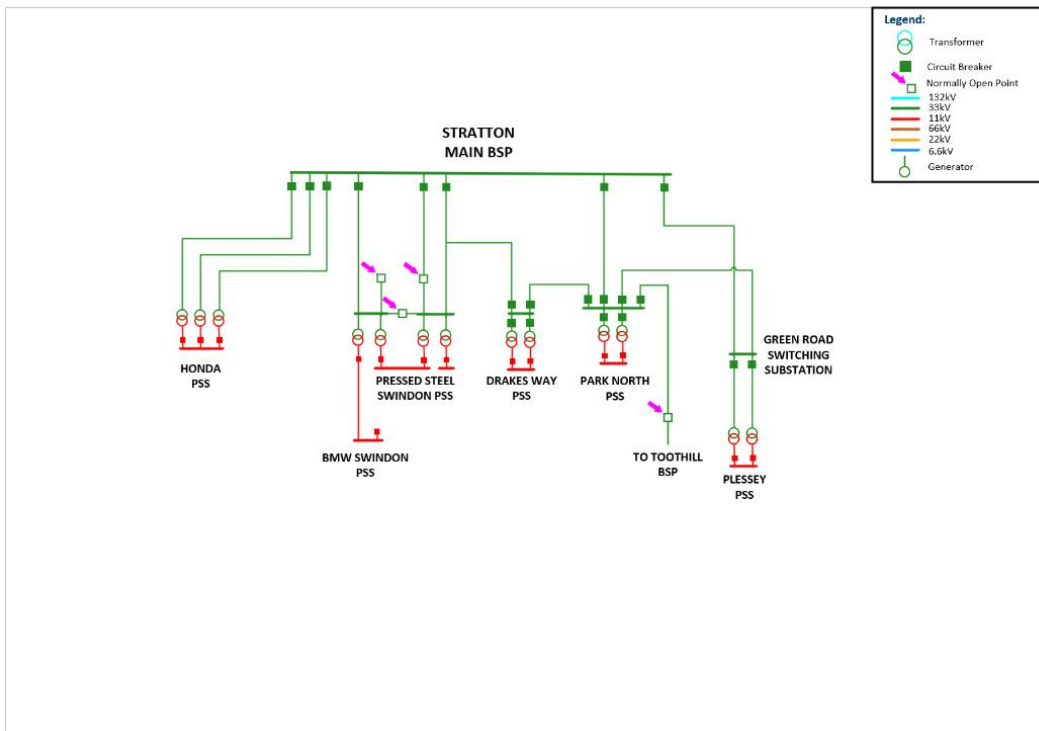 Legend:
Transformer
Circuit Breaker
Normally Open Point
132kV
33kV
11kV
66kV
22kV
6.6kV
Generator
STRATTON
MAIN BSP
HONDA
PSS
PRESSED STEEL
SWINDON PSS
DRAKES WAY
PSS
PARK NORTH
PSS
GREEN ROAD
SWITCHING
SUBSTATION
BMW SWINDON
PSS
TO TOOTHILL
BSP
PLESSEY
PSS